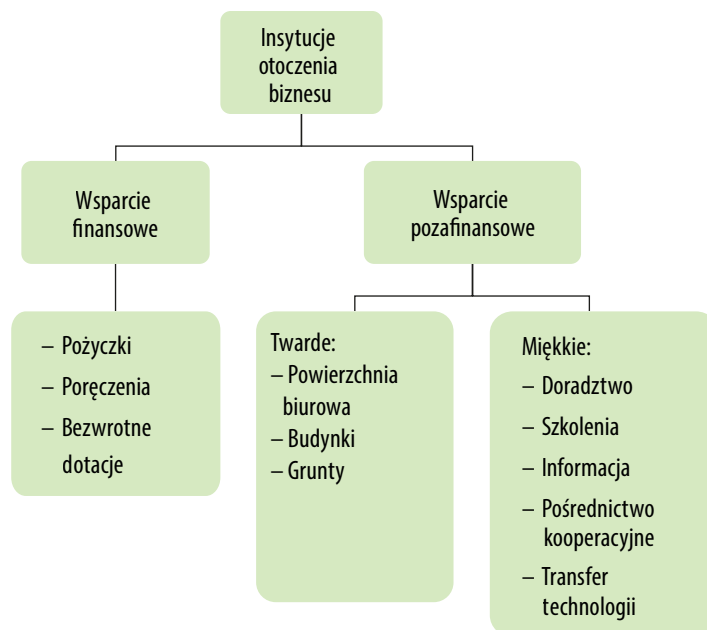 Insytucje
otoczenia
biznesu
Wsparcie
finansowe
Wsparcie
pozafinansowe
– Pożyczki
– Poręczenia
– Bezwrotne
dotacje
Twarde:
– Powierzchnia
biurowa
– Budynki
– Grunty
Miękkie:
– Doradztwo
– Szkolenia
– Informacja
– Pośrednictwo
kooperacyjne
– Transfer
technologii